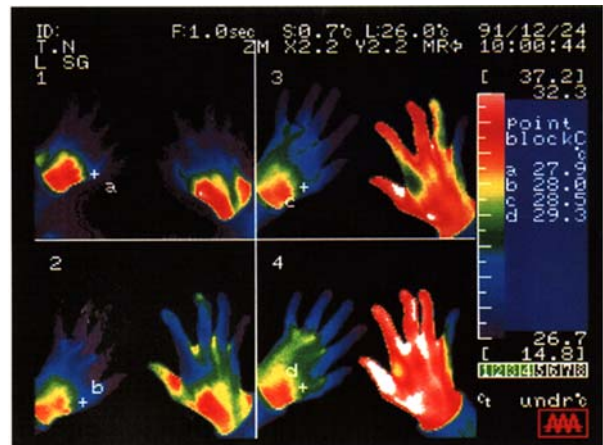 ID: F:1.0sec S:0.7℃ L:26.0℃ 91/12/24
T.N ZM X2.2 Y2.2 MR⇦ 10:00:44
L SG
1 3
[ 37.2]
32.3
Point
blockC
℃
a 27.9
b 28.0
c 28.5
d 29.3
a
c
2 4
b
d
26.7
[ 14.8]
12345678
undr℃